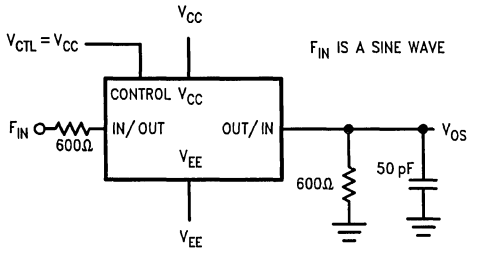 VCC
VCTL = VCC
FIN IS A SINE WAVE
CONTROL VCC
FIN
600Ω
IN/OUT
OUT/IN
VOS
VEE
600Ω
50 pF
VEE